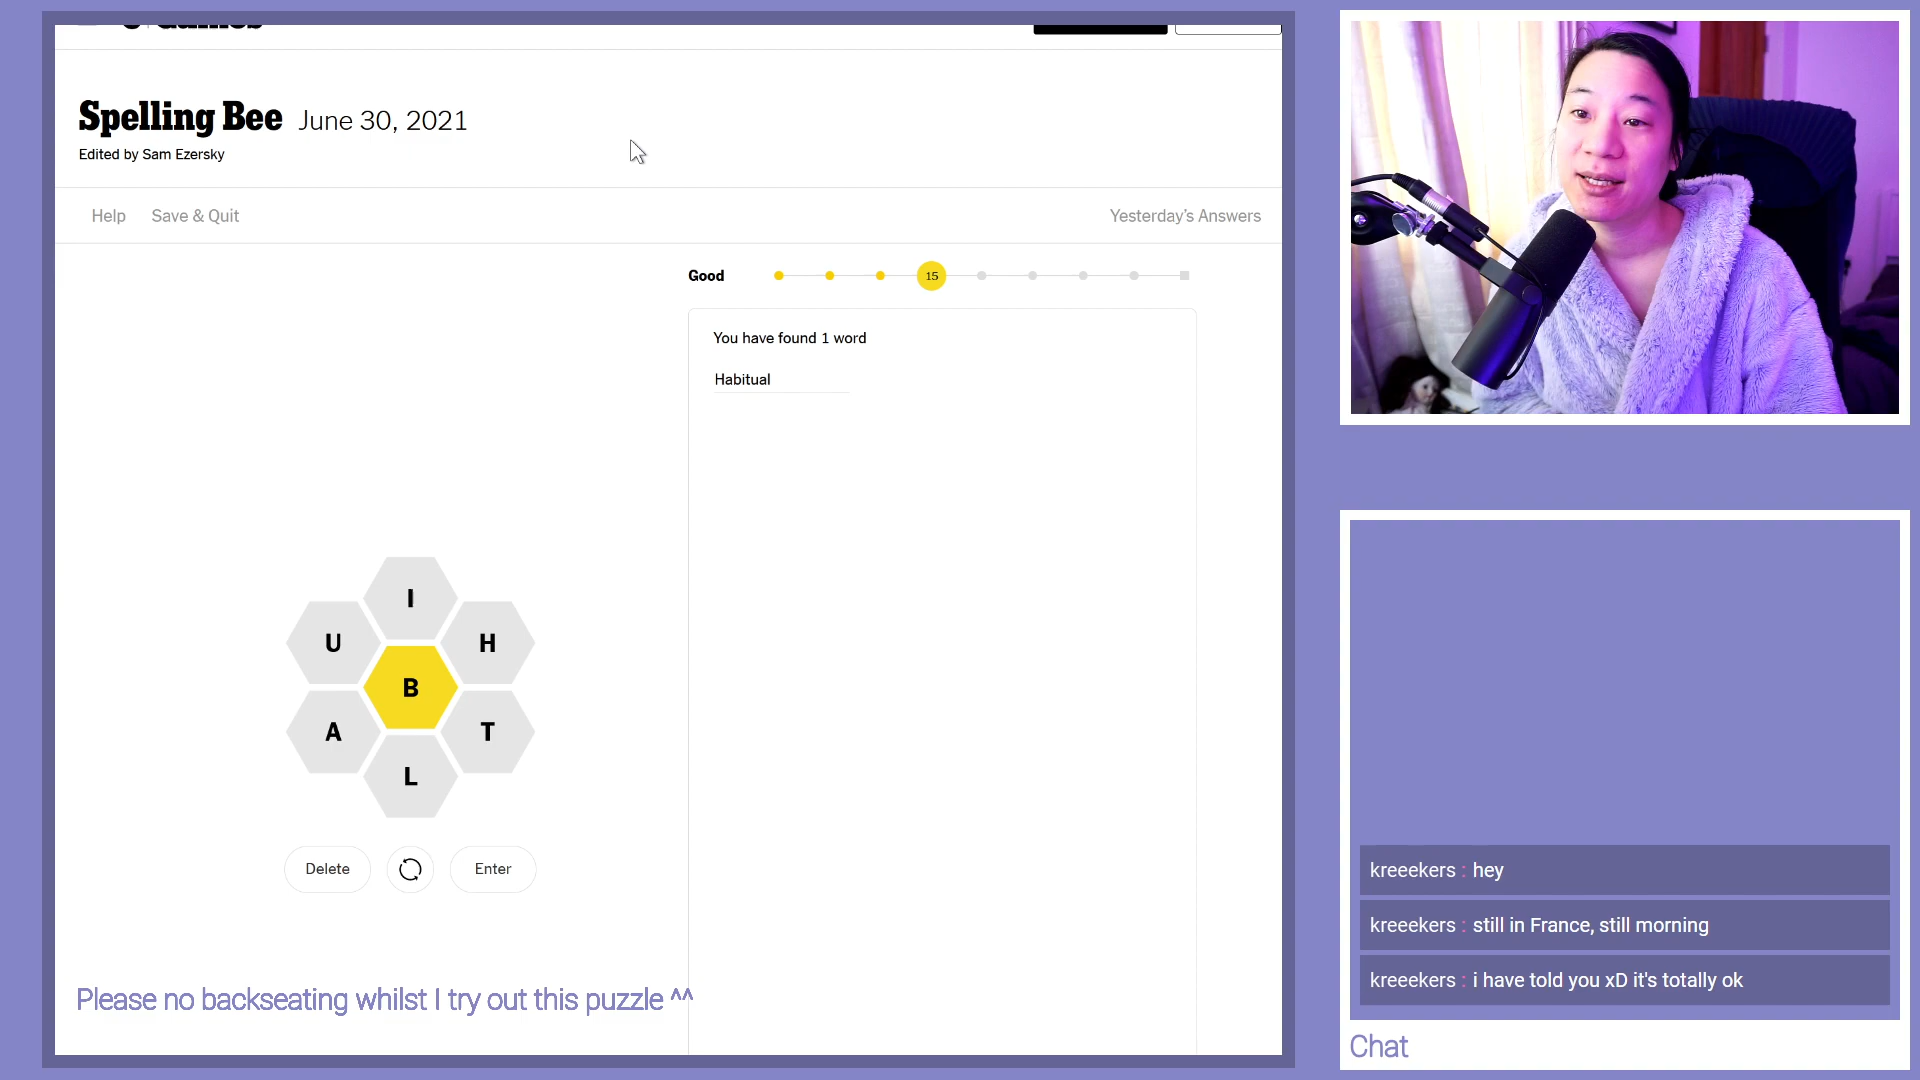 Games
Spelling Bee June 30, 2021
Edited by Sam Ezersky
Help Save & Quit Yesterday's Answers
Good 15
You have found 1 word
Habitual
I
U H
B
A T
L
Delete Enter
Please no backseating whilst I try out this puzzle ^^
kreeekers : hey
kreeekers : still in France, still morning
kreeekers : i have told you xD it's totally ok
Chat